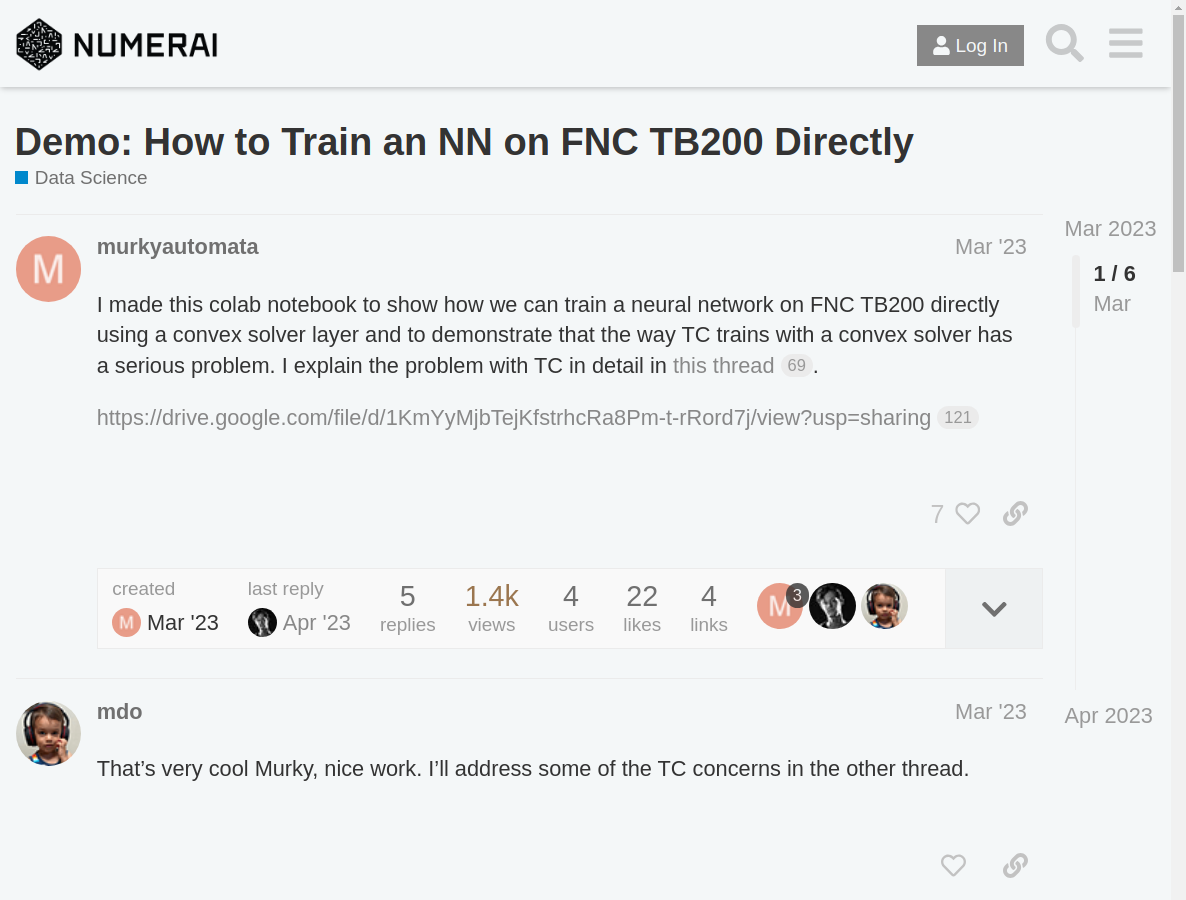 NUMERAI
Log In
Demo: How to Train an NN on FNC TB200 Directly
Data Science
M
murkyautomata
Mar '23
I made this colab notebook to show how we can train a neural network on FNC TB200 directly
using a convex solver layer and to demonstrate that the way TC trains with a convex solver has
a serious problem. I explain the problem with TC in detail in this thread 69.
https://drive.google.com/file/d/1KmYyMjbTejKfstrhcRa8Pm-t-rRord7j/view?usp=sharing 121
7
created
M Mar '23
last reply
Apr '23
5
replies
1.4k
views
4
users
22
likes
4
links
M 3
mdo
Mar '23
That’s very cool Murky, nice work. I’ll address some of the TC concerns in the other thread.
Mar 2023
1 / 6
Mar
Apr 2023